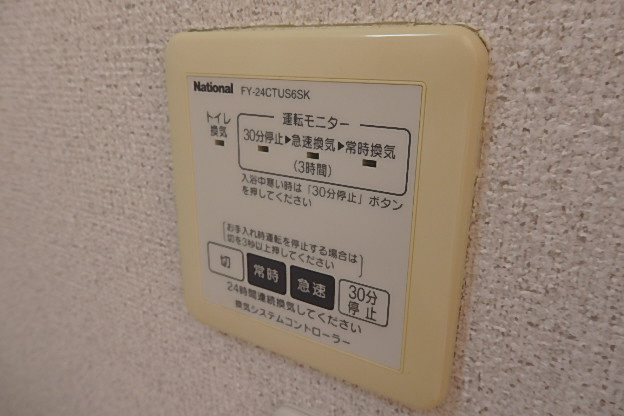 National FY-24CTUS6SK
トイレ
換気
運転モニター
30分停止▶急速換気▶常時換気
(3時間)
入浴中寒い時は「30分停止」ボタン
を押してください
お手入れ時運転を停止する場合は
切を3秒以上押してください
切 常時 急速 30分
停止
24時間連続換気してください
換気システムコントローラー